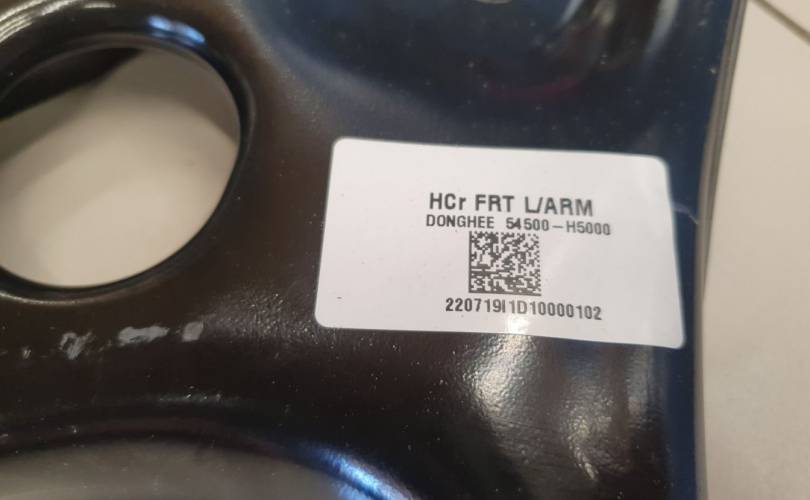 HCr FRT L/ARM
DONGHEE 54500-H5000
220719I1D10000102